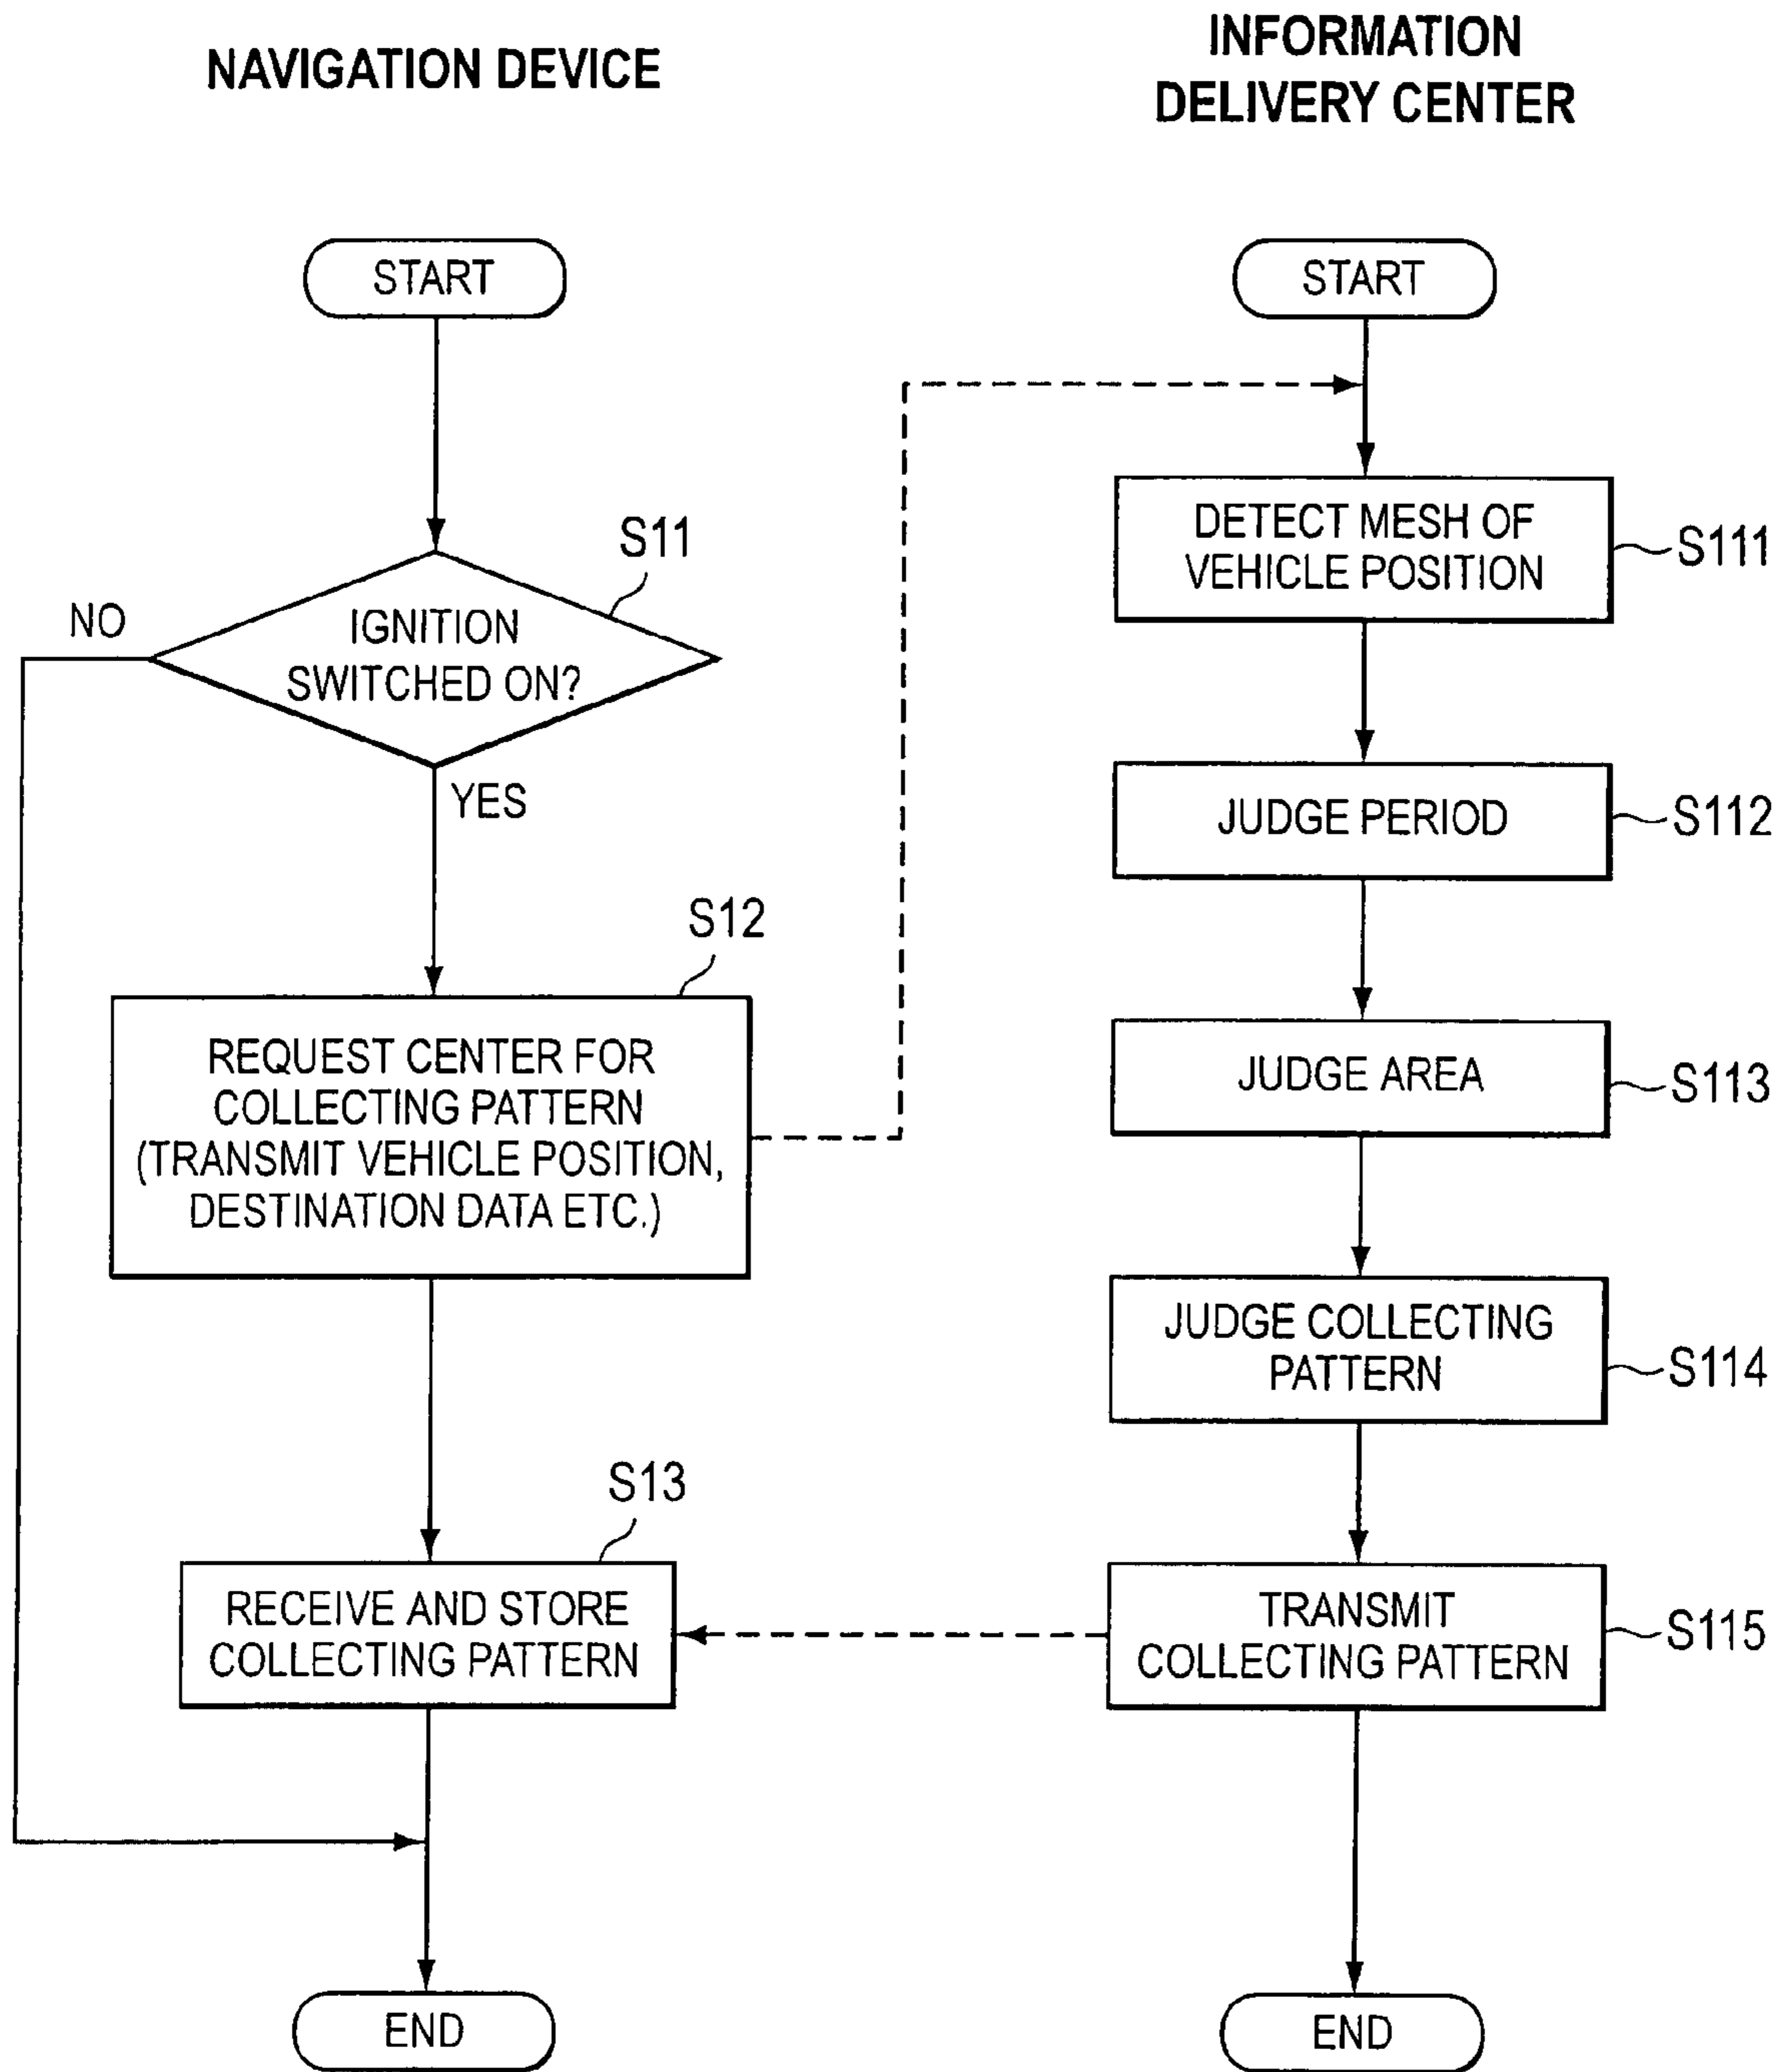 NAVIGATION DEVICE
START
S11
IGNITION
SWITCHED ON?
NO
YES
S12
REQUEST CENTER FOR
COLLECTING PATTERN
(TRANSMIT VEHICLE POSITION,
DESTINATION DATA ETC.)
S13
RECEIVE AND STORE
COLLECTING PATTERN
END
INFORMATION
DELIVERY CENTER
START
DETECT MESH OF
VEHICLE POSITION
S111
JUDGE PERIOD
S112
JUDGE AREA
S113
JUDGE COLLECTING
PATTERN
S114
TRANSMIT
COLLECTING PATTERN
S115
END